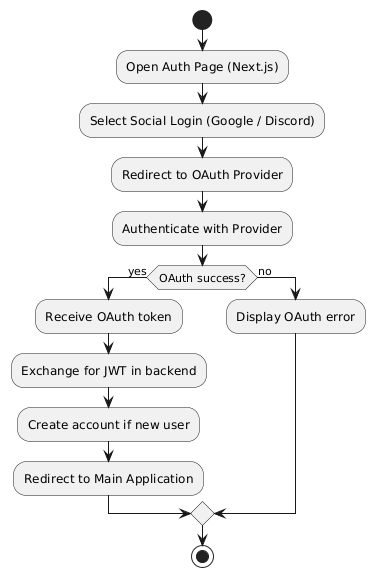 Open Auth Page (Next.js)
Select Social Login (Google / Discord)
Redirect to OAuth Provider
Authenticate with Provider
OAuth success?
yes
no
Receive OAuth token
Display OAuth error
Exchange for JWT in backend
Create account if new user
Redirect to Main Application